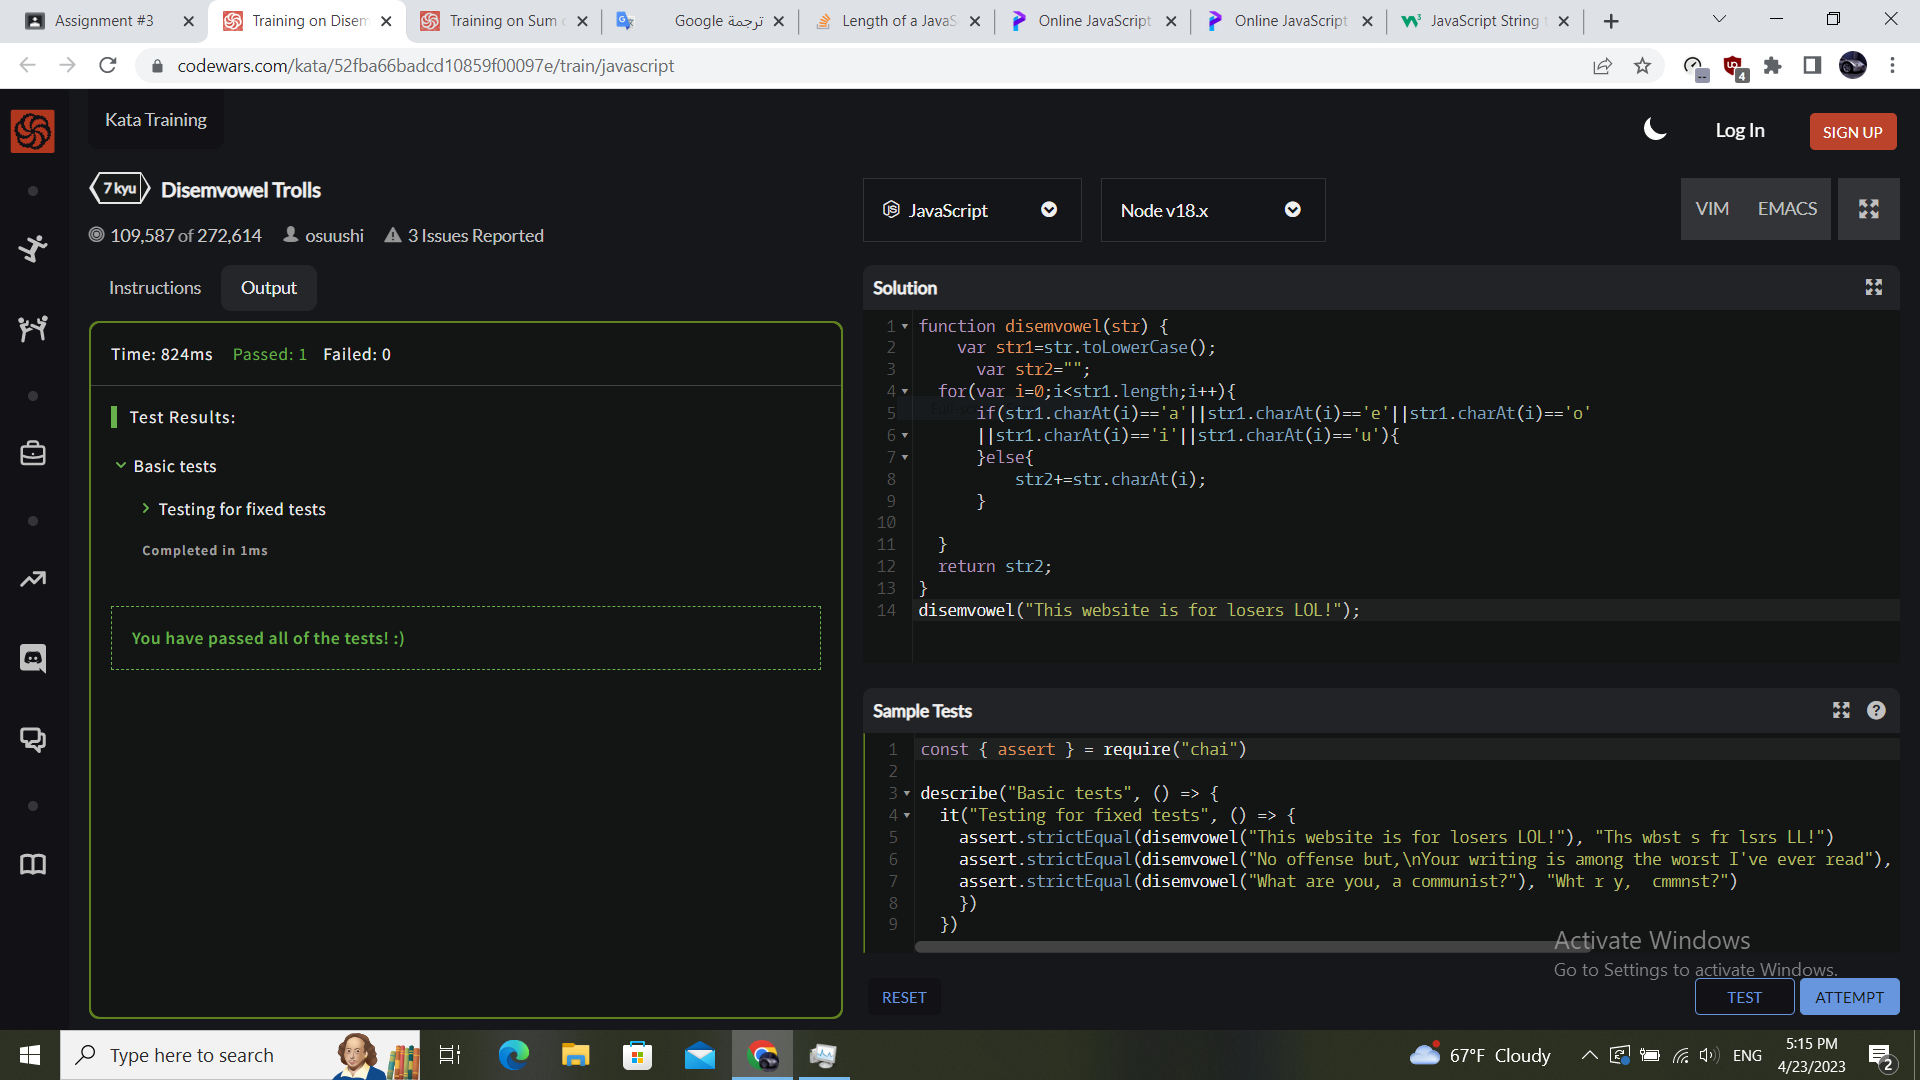 Assignment #3
Training on Disem
Training on Sum
ترجمة Google
Length of a JavaS
Online JavaScript
Online JavaScript
JavaScript String
codewars.com/kata/52fba66badcd10859f00097e/train/javascript
4
Kata Training
Log In
SIGN UP
7 kyu
Disemvowel Trolls
109,587 of 272,614
osuushi
3 Issues Reported
JavaScript
Node v18.x
VIM
EMACS
Instructions
Output
Time: 824ms Passed: 1 Failed: 0
Test Results:
Basic tests
Testing for fixed tests
Completed in 1ms
You have passed all of the tests! :)
Solution
1 function disemvowel(str) {
2 var str1=str.toLowerCase();
3 var str2="";
4 for(var i=0;i<str1.length;i++){
5 if(str1.charAt(i)=='a'||str1.charAt(i)=='e'||str1.charAt(i)=='o'
6 ||str1.charAt(i)=='i'||str1.charAt(i)=='u'){
7 }else{
8 str2+=str.charAt(i);
9 }
10
11 }
12 return str2;
13 }
14 disemvowel("This website is for losers LOL!");
Sample Tests
1 const { assert } = require("chai")
2
3 describe("Basic tests", () => {
4 it("Testing for fixed tests", () => {
5 assert.strictEqual(disemvowel("This website is for losers LOL!"), "Ths wbst s fr lsrs LL!")
6 assert.strictEqual(disemvowel("No offense but,\nYour writing is among the worst I've ever read"),
7 assert.strictEqual(disemvowel("What are you, a communist?"), "Wht r y,  cmmnst?")
8 })
9 })
Activate Windows
Go to Settings to activate Windows.
RESET
TEST
ATTEMPT
Type here to search
67°F Cloudy
ENG
5:15 PM
4/23/2023
2